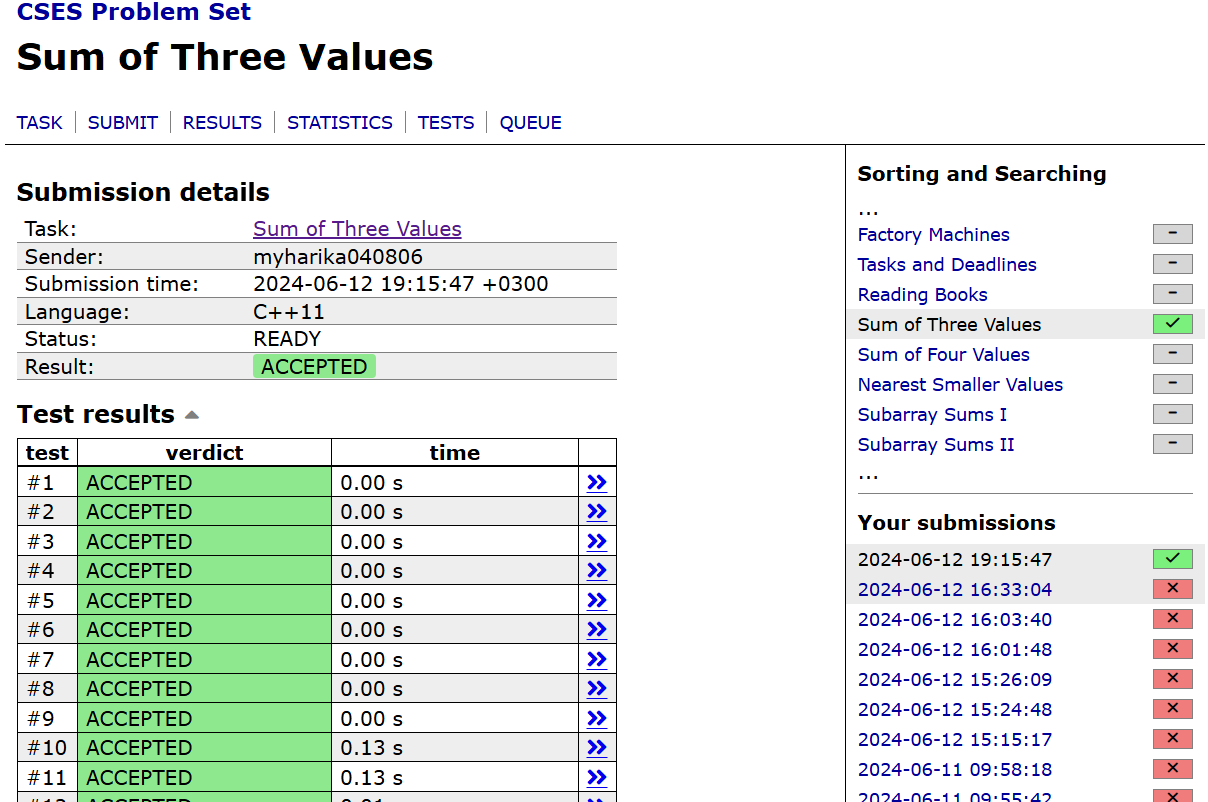 CSES Problem Set
Sum of Three Values
TASK | SUBMIT | RESULTS | STATISTICS | TESTS | QUEUE
Submission details
Task: Sum of Three Values
Sender: myharika040806
Submission time: 2024-06-12 19:15:47 +0300
Language: C++11
Status: READY
Result: ACCEPTED
Test results
test verdict time
#1 ACCEPTED 0.00 s »
#2 ACCEPTED 0.00 s »
#3 ACCEPTED 0.00 s »
#4 ACCEPTED 0.00 s »
#5 ACCEPTED 0.00 s »
#6 ACCEPTED 0.00 s »
#7 ACCEPTED 0.00 s »
#8 ACCEPTED 0.00 s »
#9 ACCEPTED 0.00 s »
#10 ACCEPTED 0.13 s »
#11 ACCEPTED 0.13 s »
Sorting and Searching
...
Factory Machines –
Tasks and Deadlines –
Reading Books –
Sum of Three Values ✓
Sum of Four Values –
Nearest Smaller Values –
Subarray Sums I –
Subarray Sums II –
...
Your submissions
2024-06-12 19:15:47 ✓
2024-06-12 16:33:04 ×
2024-06-12 16:03:40 ×
2024-06-12 16:01:48 ×
2024-06-12 15:26:09 ×
2024-06-12 15:24:48 ×
2024-06-12 15:15:17 ×
2024-06-11 09:58:18 ×
2024-06-11 09:55:42 ×